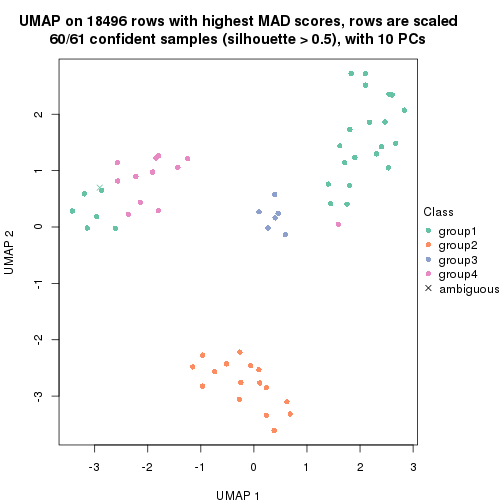 UMAP on 18496 rows with highest MAD scores, rows are scaled
60/61 confident samples (silhouette > 0.5), with 10 PCs
2
1
0
-1
-2
-3
UMAP 2
-3
-2
-1
0
1
2
3
UMAP 1
Class
group1
group2
group3
group4
ambiguous